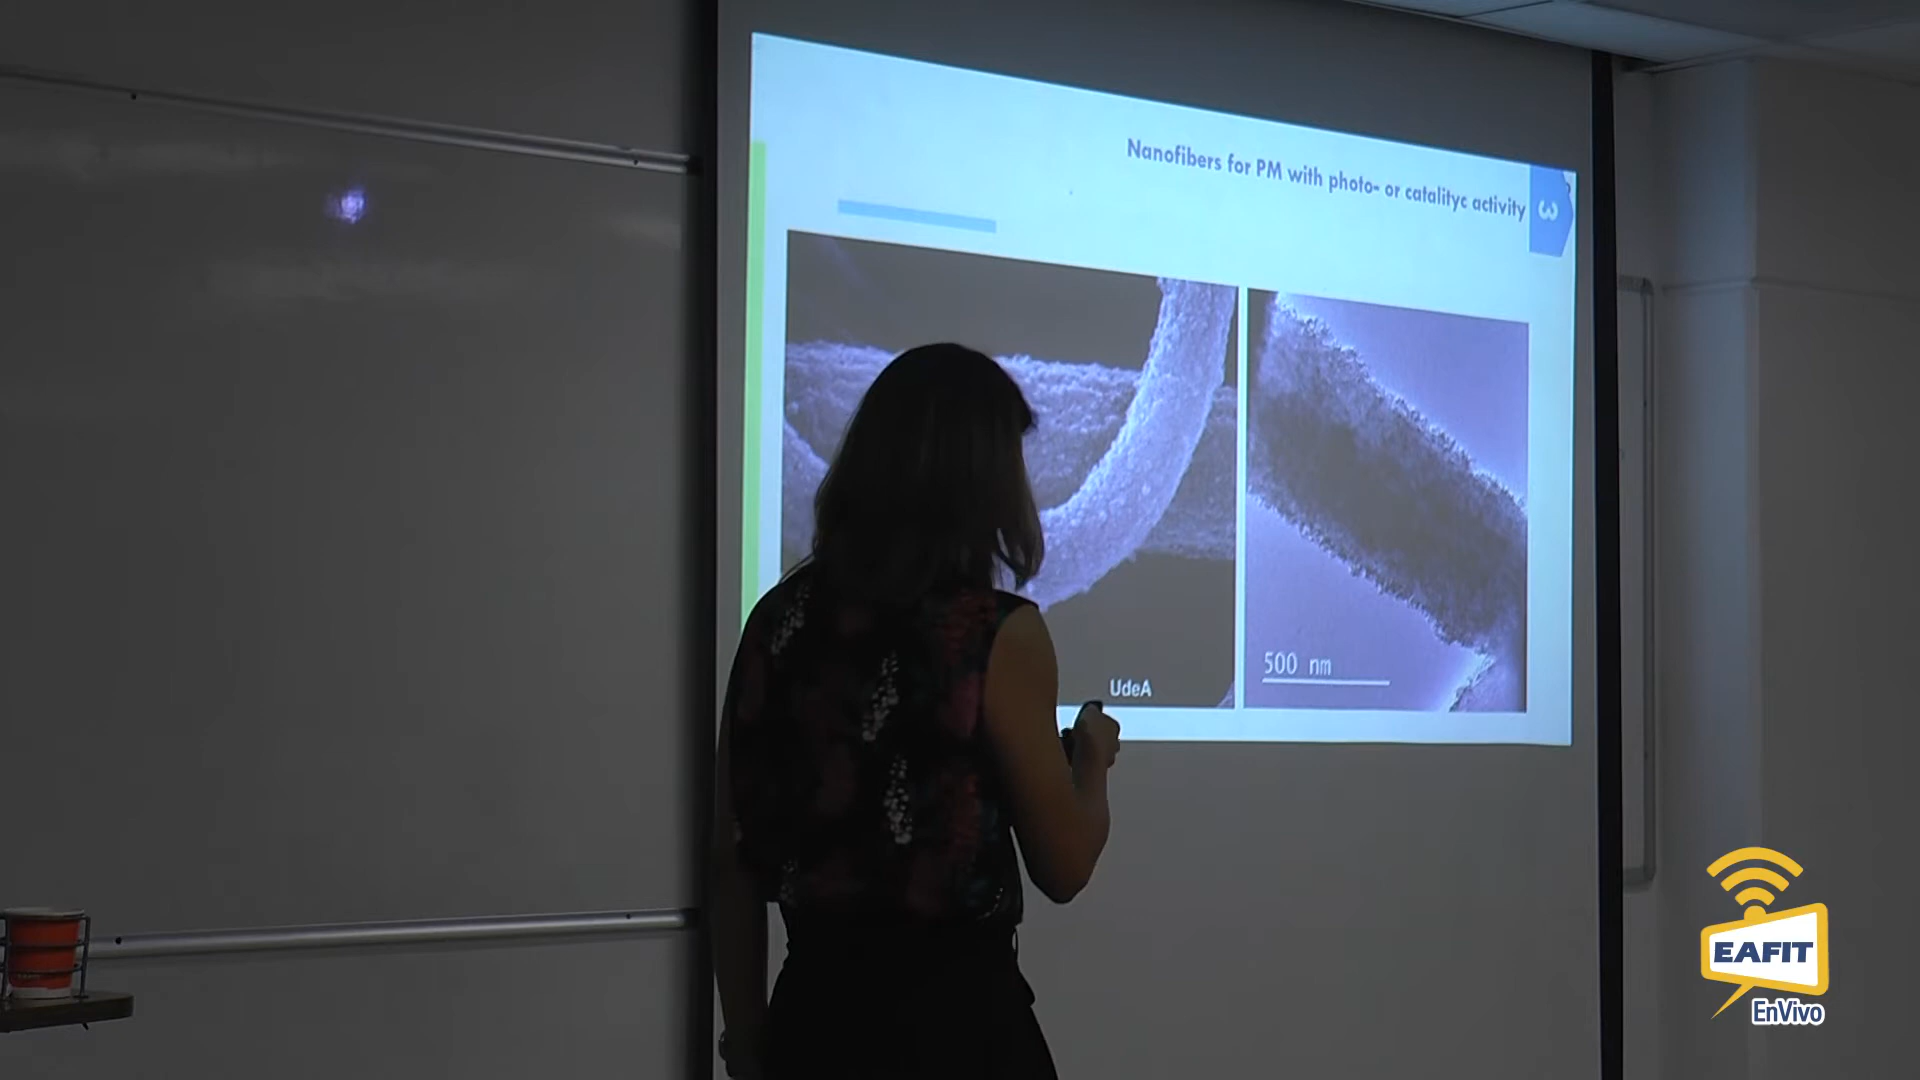 Nanofibers for PM with photo- or catalityc activity
3
UdeA
500 nm
EAFIT
EnVivo